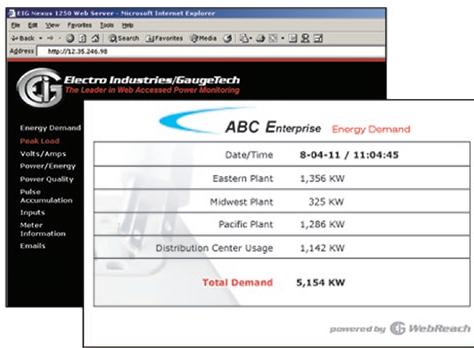 EIG Nexus 1250 Web Server - Microsoft Internet Explorer
File Edit View Favorites Tools Help
Back Search Favorites Media
Address http://12.35.246.98
EIG
Electro Industries/GaugeTech
The Leader in Web Accessed Power Monitoring
Energy Demand
Peak Load
Volts/Amps
Power/Energy
Power Quality
Pulse
Accumulation
Inputs
Meter
Information
Emails
ABC Enterprise Energy Demand
Date/Time 8-04-11 / 11:04:45
Eastern Plant 1,356 KW
Midwest Plant 325 KW
Pacific Plant 1,286 KW
Distribution Center Usage 1,142 KW
Total Demand 5,154 KW
powered by EIG WebReach